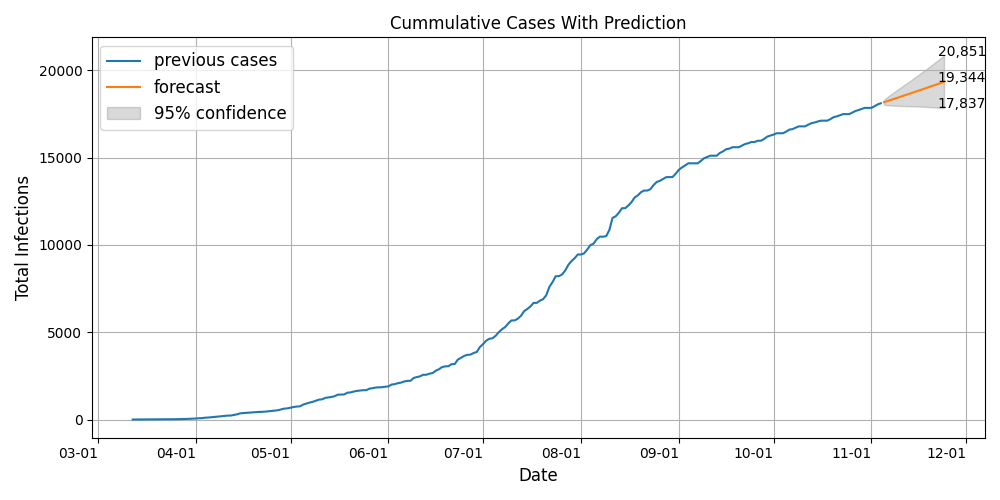 Cummulative Cases With Prediction
previous cases
forecast
95% confidence
20,851
19,344
17,837
Total Infections
20000
15000
10000
5000
0
03-01 04-01 05-01 06-01 07-01 08-01 09-01 10-01 11-01 12-01
Date